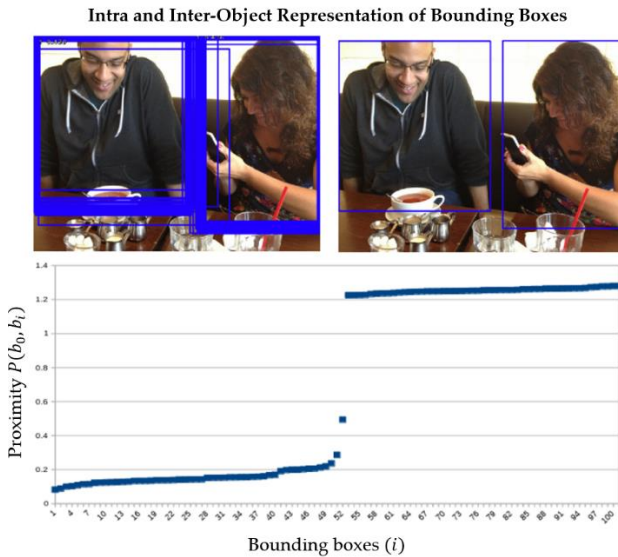 Intra and Inter-Object Representation of Bounding Boxes
1.4
1.2
1
0.8
0.6
0.4
0.2
0
Proximity P(b₀, bᵢ)
1 4 7 10 13 16 19 22 25 28 31 34 37 40 43 46 49 52 55 58 61 64 67 70 73 76 79 82 85 88 91 94 97 100
Bounding boxes (i)